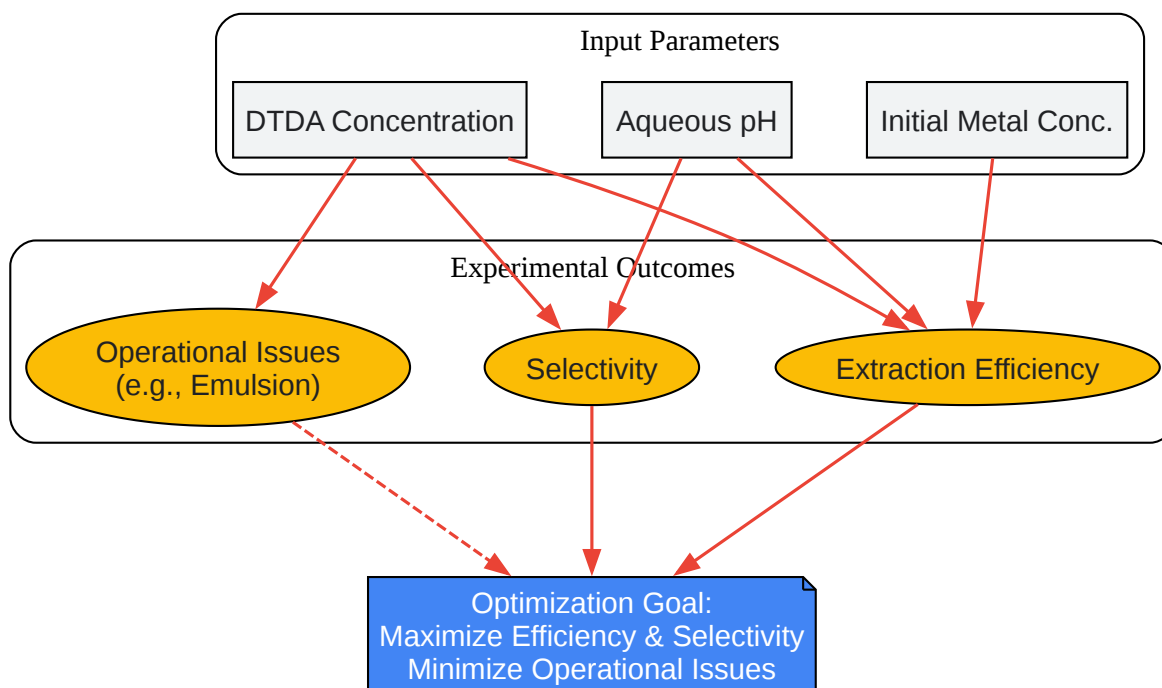 Input Parameters
DTDA Concentration
Aqueous pH
Initial Metal Conc.
Experimental Outcomes
Operational Issues
(e.g., Emulsion)
Selectivity
Extraction Efficiency
Optimization Goal:
Maximize Efficiency & Selectivity
Minimize Operational Issues